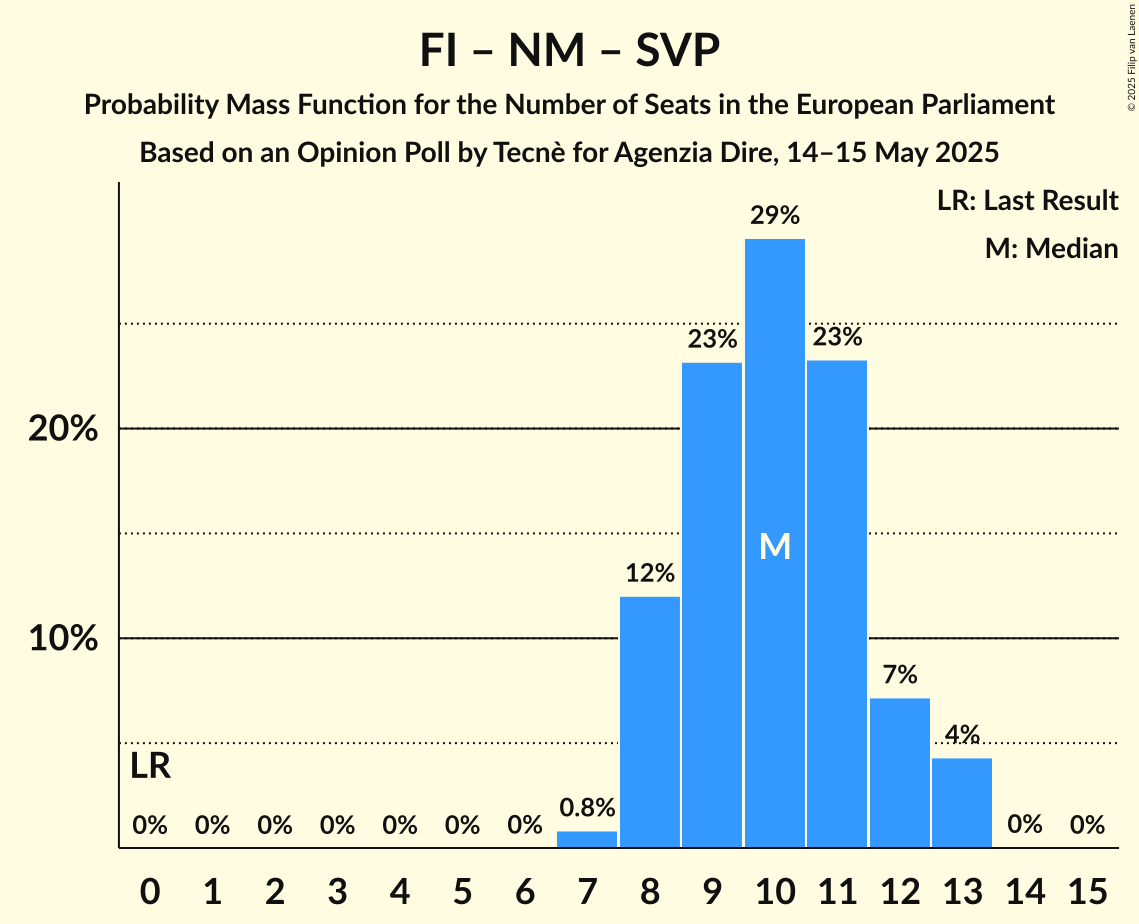 FI – NM – SVP
Probability Mass Function for the Number of Seats in the European Parliament
Based on an Opinion Poll by Tecnè for Agenzia Dire, 14–15 May 2025
© 2025 Filip van Laenen
LR: Last Result
M: Median
29%
23% 23%
20%
M
12%
10%
7%
4%
LR
0.8%
0% 0% 0% 0% 0% 0% 0% 0% 0%
0 1 2 3 4 5 6 7 8 9 10 11 12 13 14 15